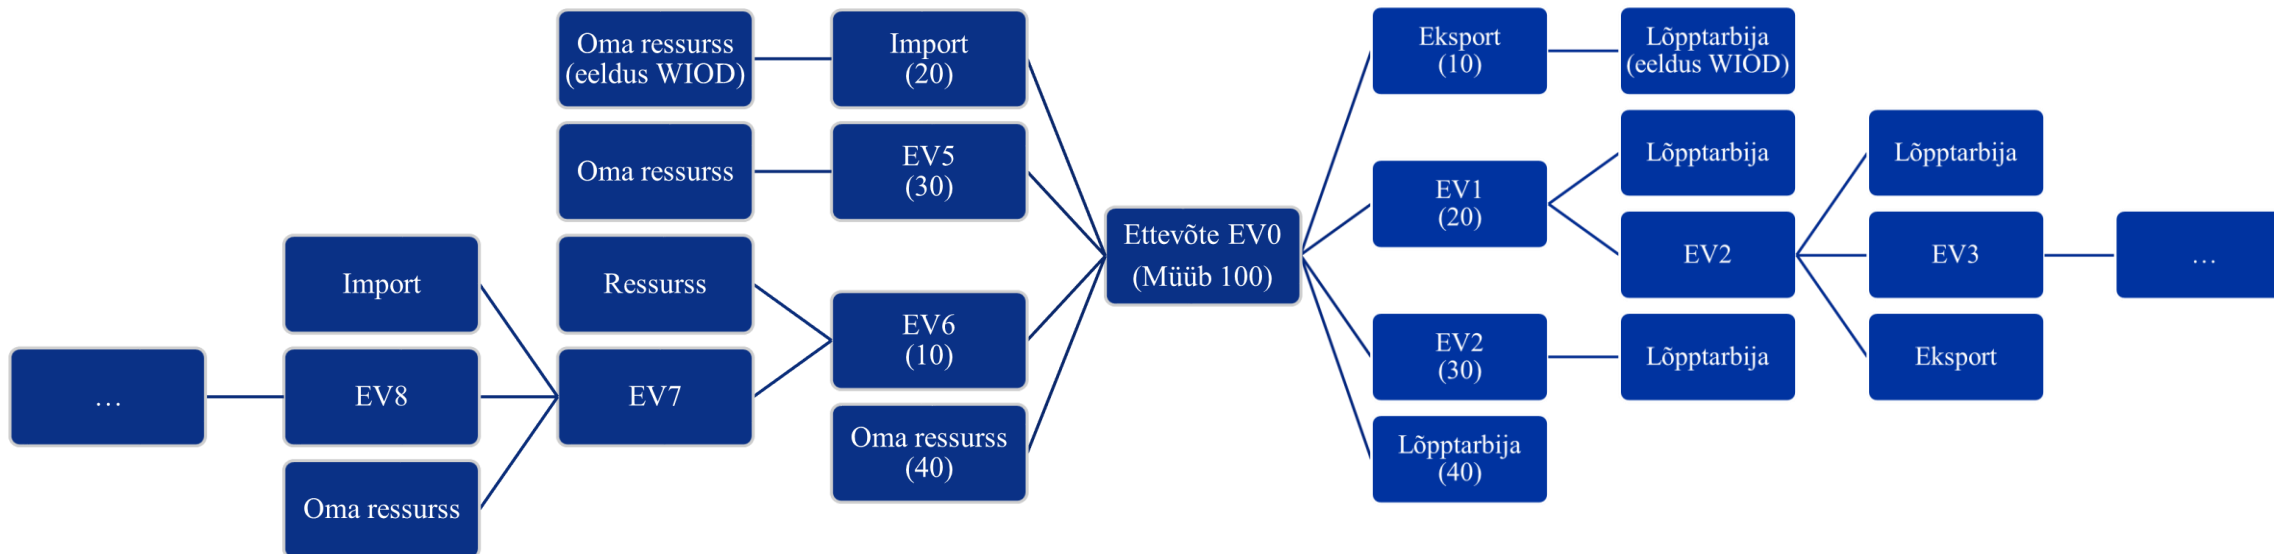 Oma ressurss
(eeldus WIOD)
Import
(20)
Oma ressurss
EV5
(30)
Import
Ressurss
EV6
(10)
…
EV8
EV7
Oma ressurss
(40)
Oma ressurss
Ettevõte EV0
(Müüb 100)
Eksport
(10)
Lõpptarbija
(eeldus WIOD)
EV1
(20)
Lõpptarbija
Lõpptarbija
EV2
EV3
…
EV2
(30)
Lõpptarbija
Eksport
Lõpptarbija
(40)